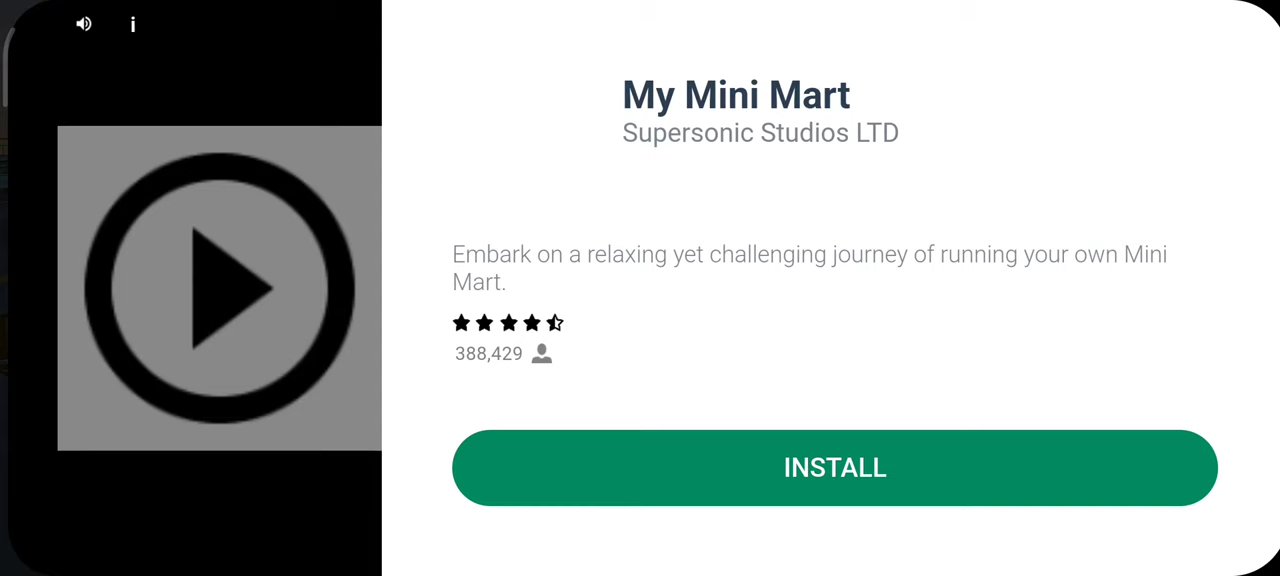 My Mini Mart
Supersonic Studios LTD
Embark on a relaxing yet challenging journey of running your own Mini
Mart.
388,429
INSTALL